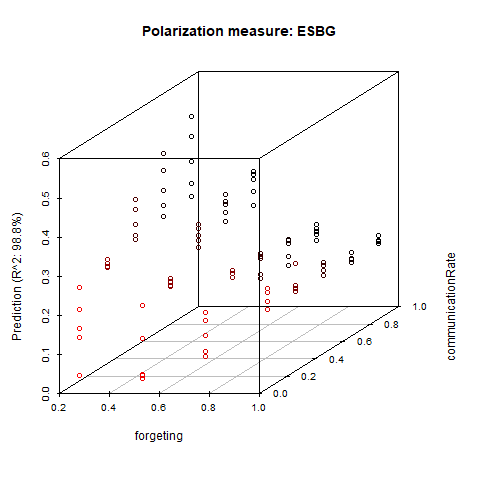 Polarization measure: ESBG
Prediction (R^2: 98.8%)
0.0 0.1 0.2 0.3 0.4 0.5 0.6
0.2 0.4 0.6 0.8 1.0
forgeting
0.0 0.2 0.4 0.6 0.8 1.0
communicationRate